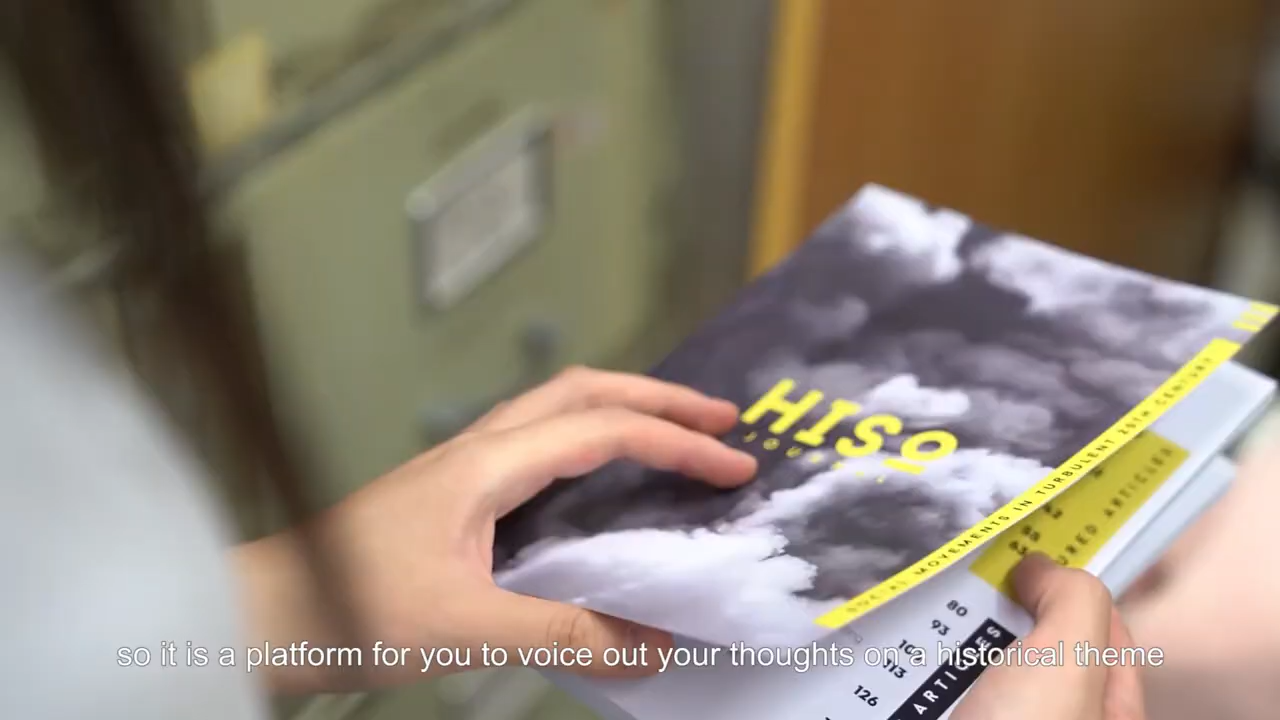 HISO
SOCIAL MOVEMENTS IN TURBULENT 20TH CENTURY
80
93
113
126
ARTICLES
so it is a platform for you to voice out your thoughts on a historical theme